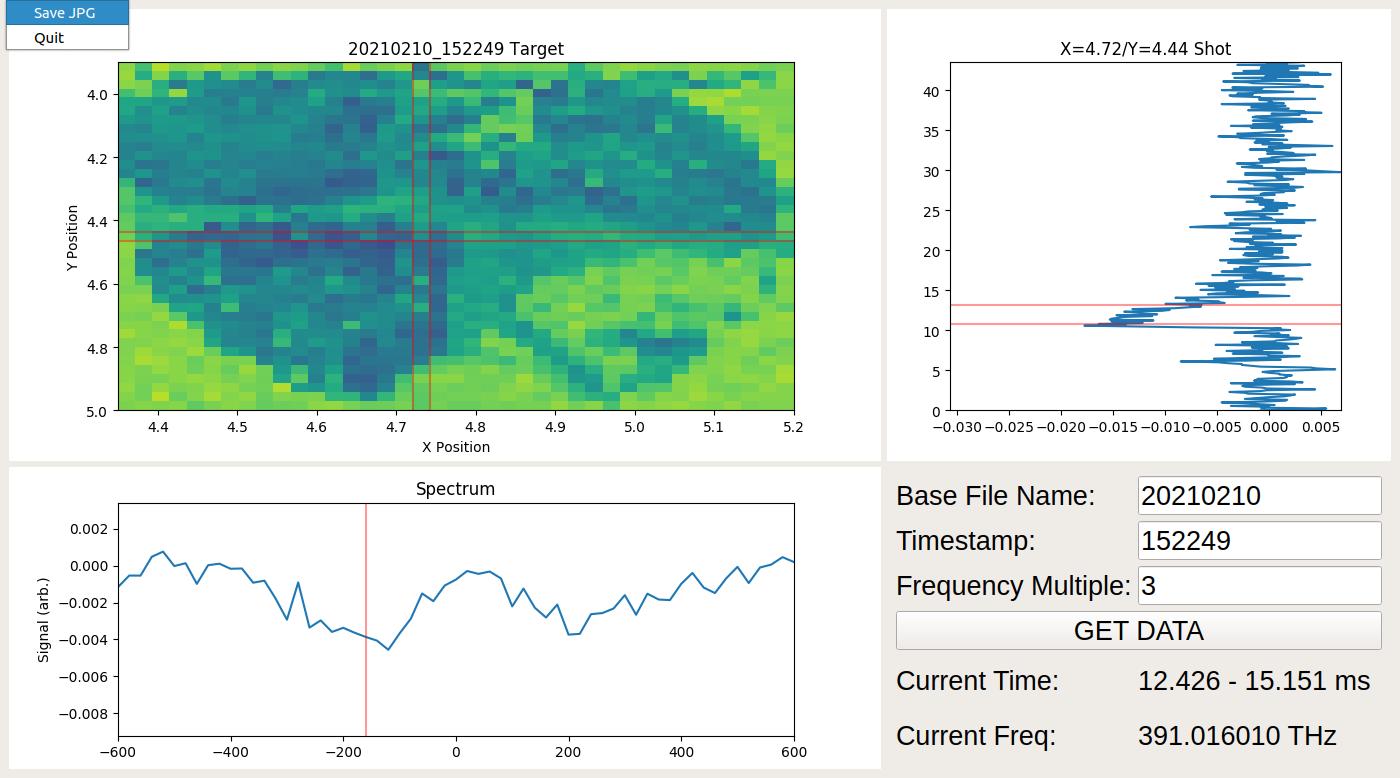 Save JPG
Quit
20210210_152249 Target
4.0
4.2
4.4
4.6
4.8
5.0
Y Position
4.4 4.5 4.6 4.7 4.8 4.9 5.0 5.1 5.2
X Position
X=4.72/Y=4.44 Shot
40
35
30
25
20
15
10
5
0
−0.030 −0.025 −0.020 −0.015 −0.010 −0.005 0.000 0.005
Spectrum
0.002
0.000
−0.002
−0.004
−0.006
−0.008
Signal (arb.)
−600 −400 −200 0 200 400 600
Base File Name: 20210210
Timestamp: 152249
Frequency Multiple: 3
GET DATA
Current Time: 12.426 - 15.151 ms
Current Freq: 391.016010 THz